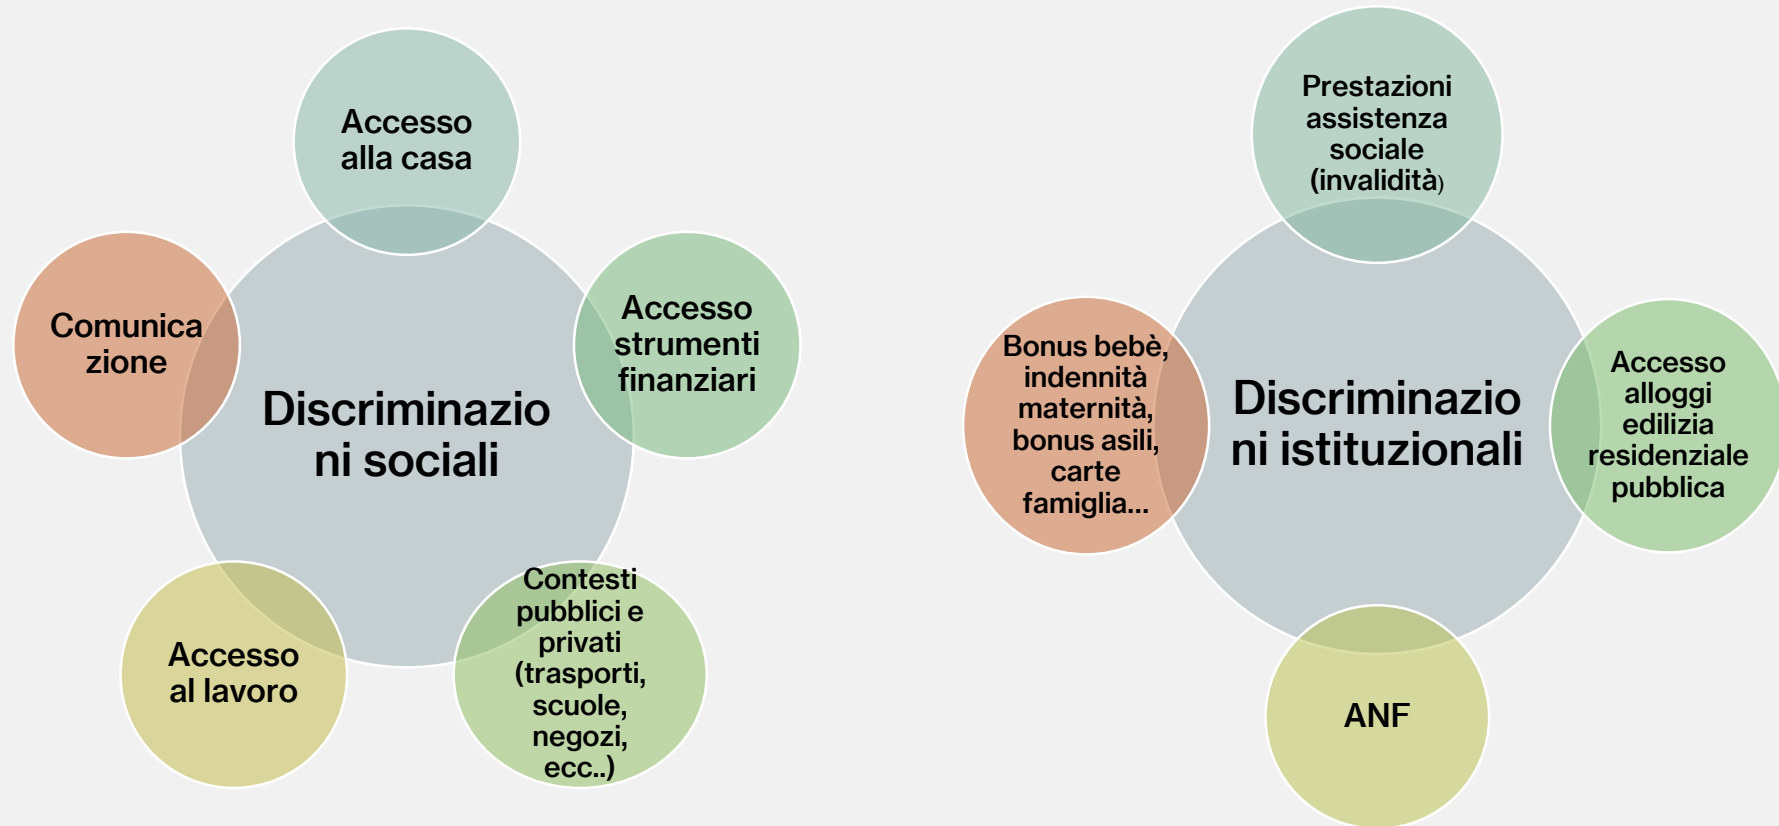 Accesso
alla casa
Accesso
strumenti
finanziari
Contesti
pubblici e
privati
(trasporti,
scuole,
negozi,
ecc..)
Accesso
al lavoro
Comunica
zione
Discriminazio
ni sociali
Prestazioni
assistenza
sociale
(invalidità)
Accesso
alloggi
edilizia
residenziale
pubblica
ANF
Bonus bebè,
indennità
maternità,
bonus asili,
carte
famiglia...
Discriminazio
ni istituzionali